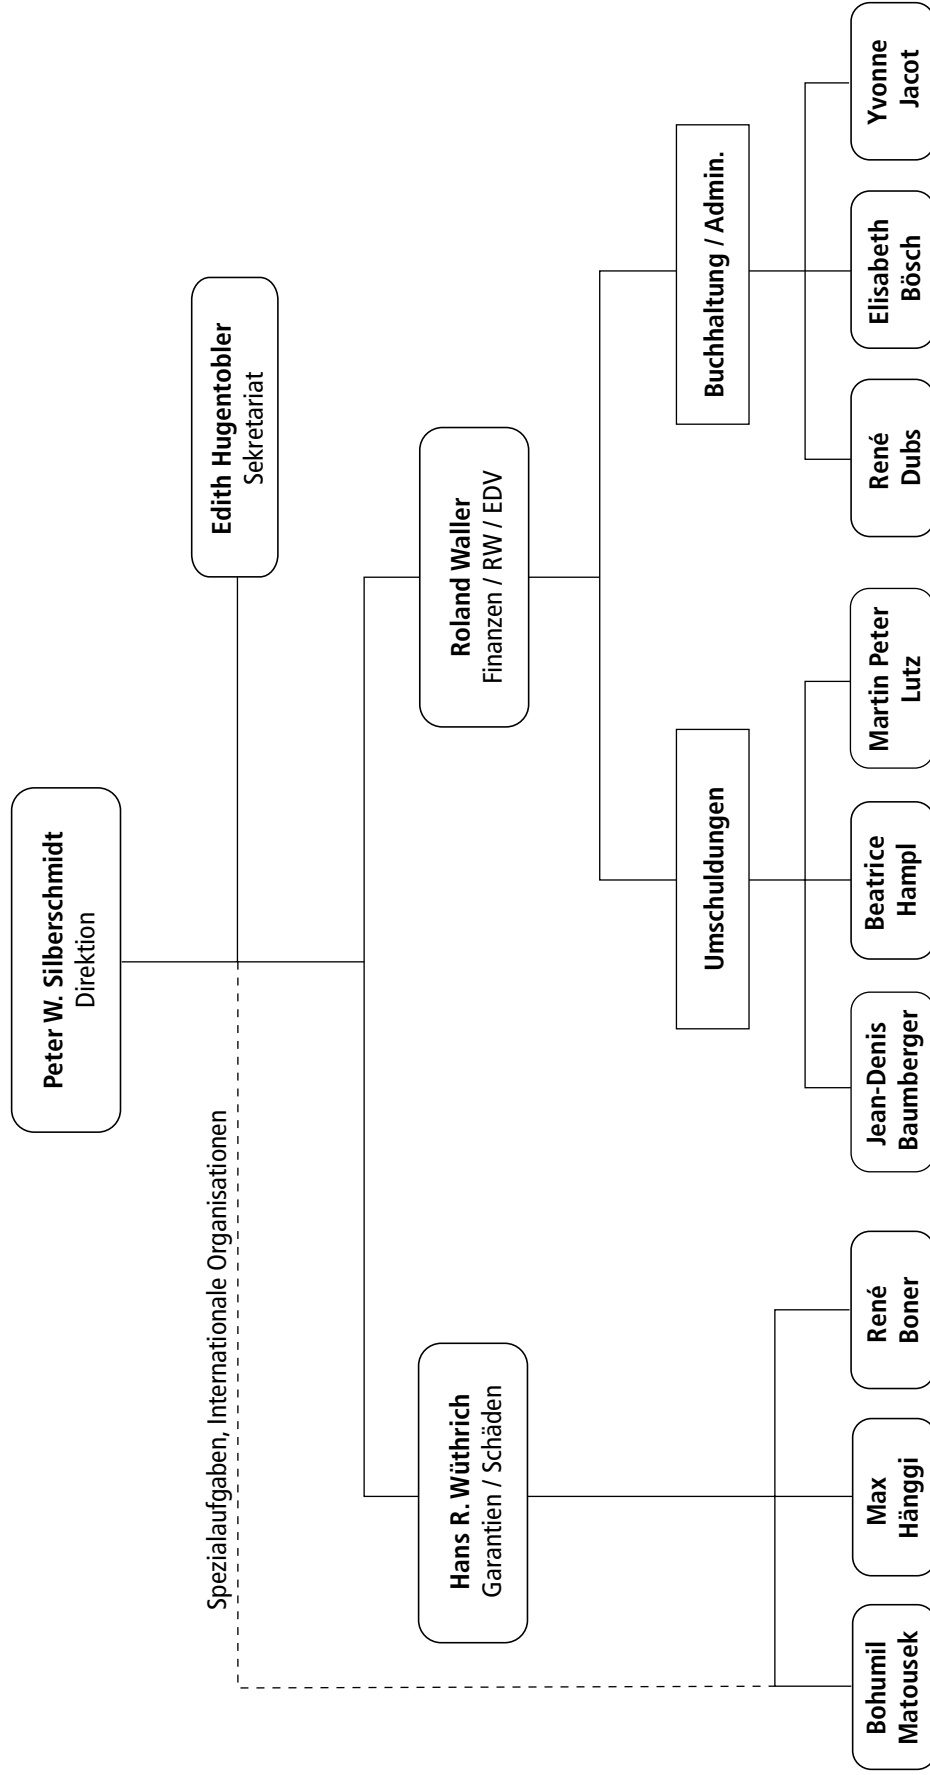 Peter W. Silberschmidt
Direktion
Edith Hugentobler
Sekretariat
Spezialaufgaben, Internationale Organisationen
Hans R. Wüthrich
Garantien / Schäden
Roland Waller
Finanzen / RW / EDV
Umschuldungen
Buchhaltung / Admin.
Bohumil
Matousek
Max
Hänggi
René
Boner
Jean-Denis
Baumberger
Beatrice
Hampl
Martin Peter
Lutz
René
Dubs
Elisabeth
Bösch
Yvonne
Jacot